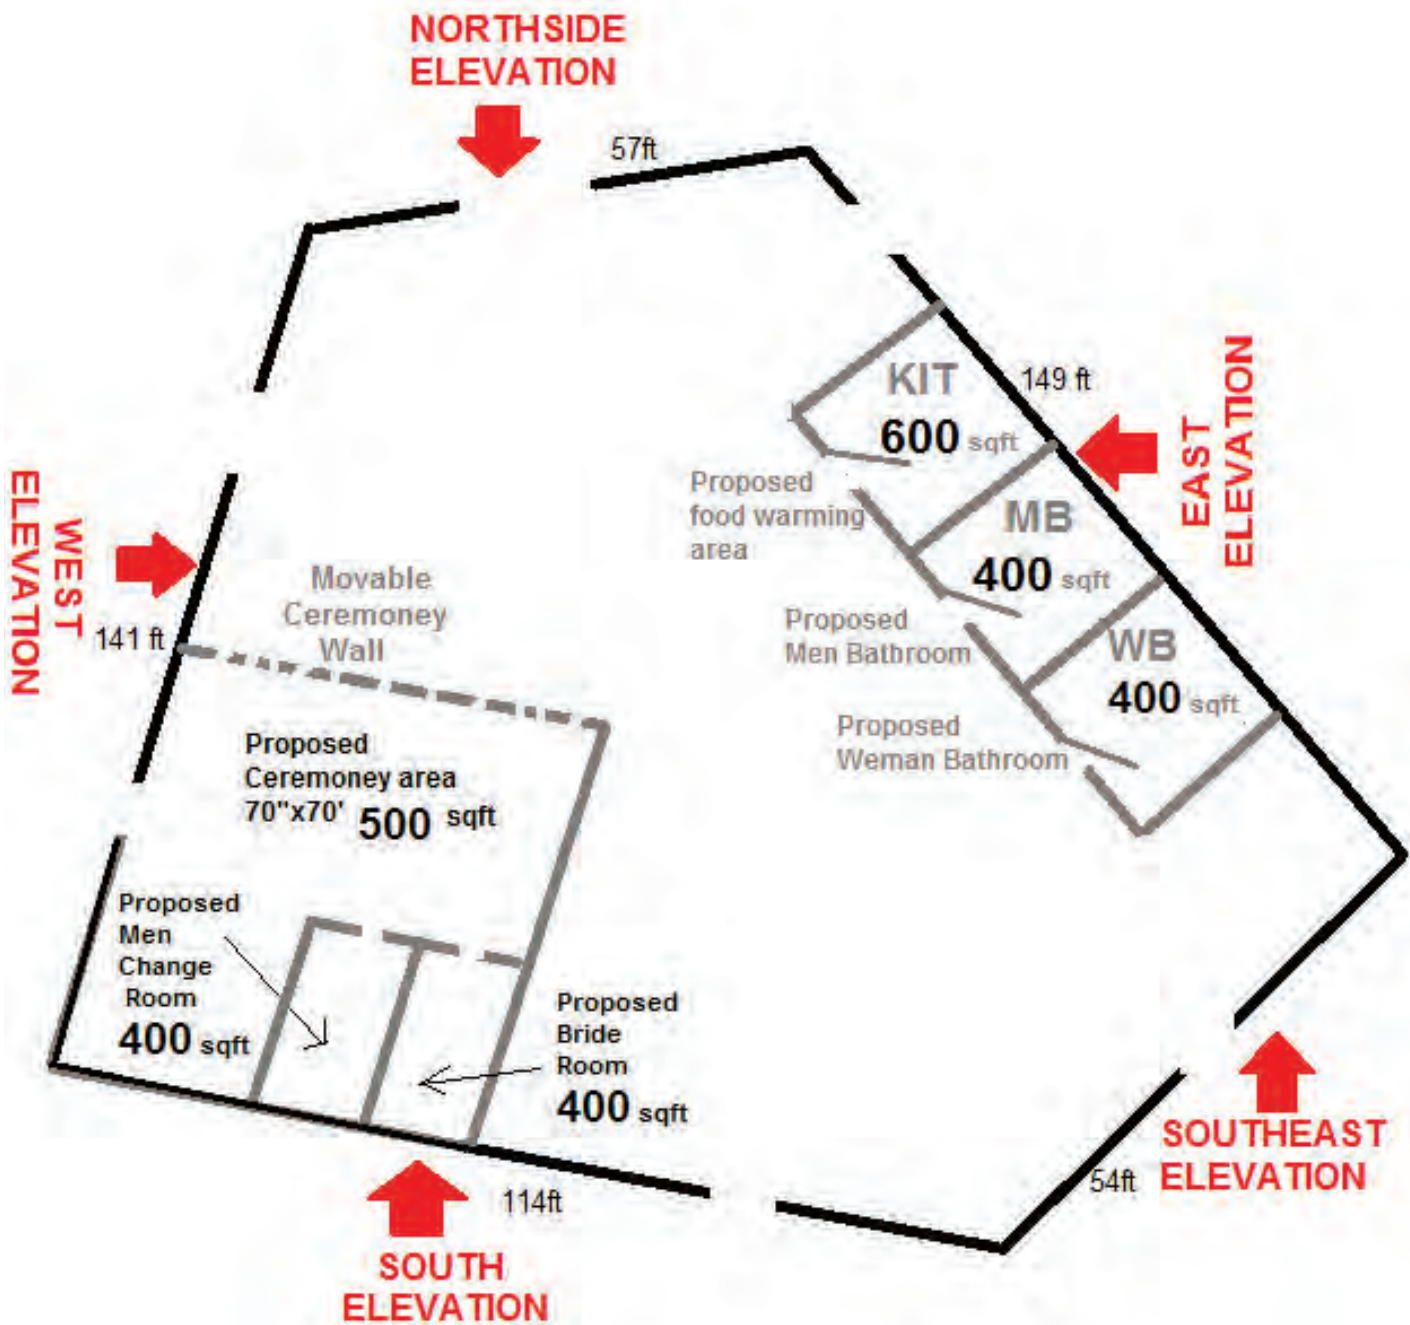 NORTHSIDE
ELEVATION
57ft
KIT
600 sqft
149 ft
EAST
ELEVATION
Proposed
food warming
area
MB
400 sqft
Proposed
Men Bathroom
WB
400 sqft
Proposed
Weman Bathroom
WEST
ELEVATION
141 ft
Movable
Ceremoney
Wall
Proposed
Ceremoney area
70"x70' 500 sqft
Proposed
Men
Change
Room
400 sqft
Proposed
Bride
Room
400 sqft
114ft
SOUTH
ELEVATION
54ft
SOUTHEAST
ELEVATION